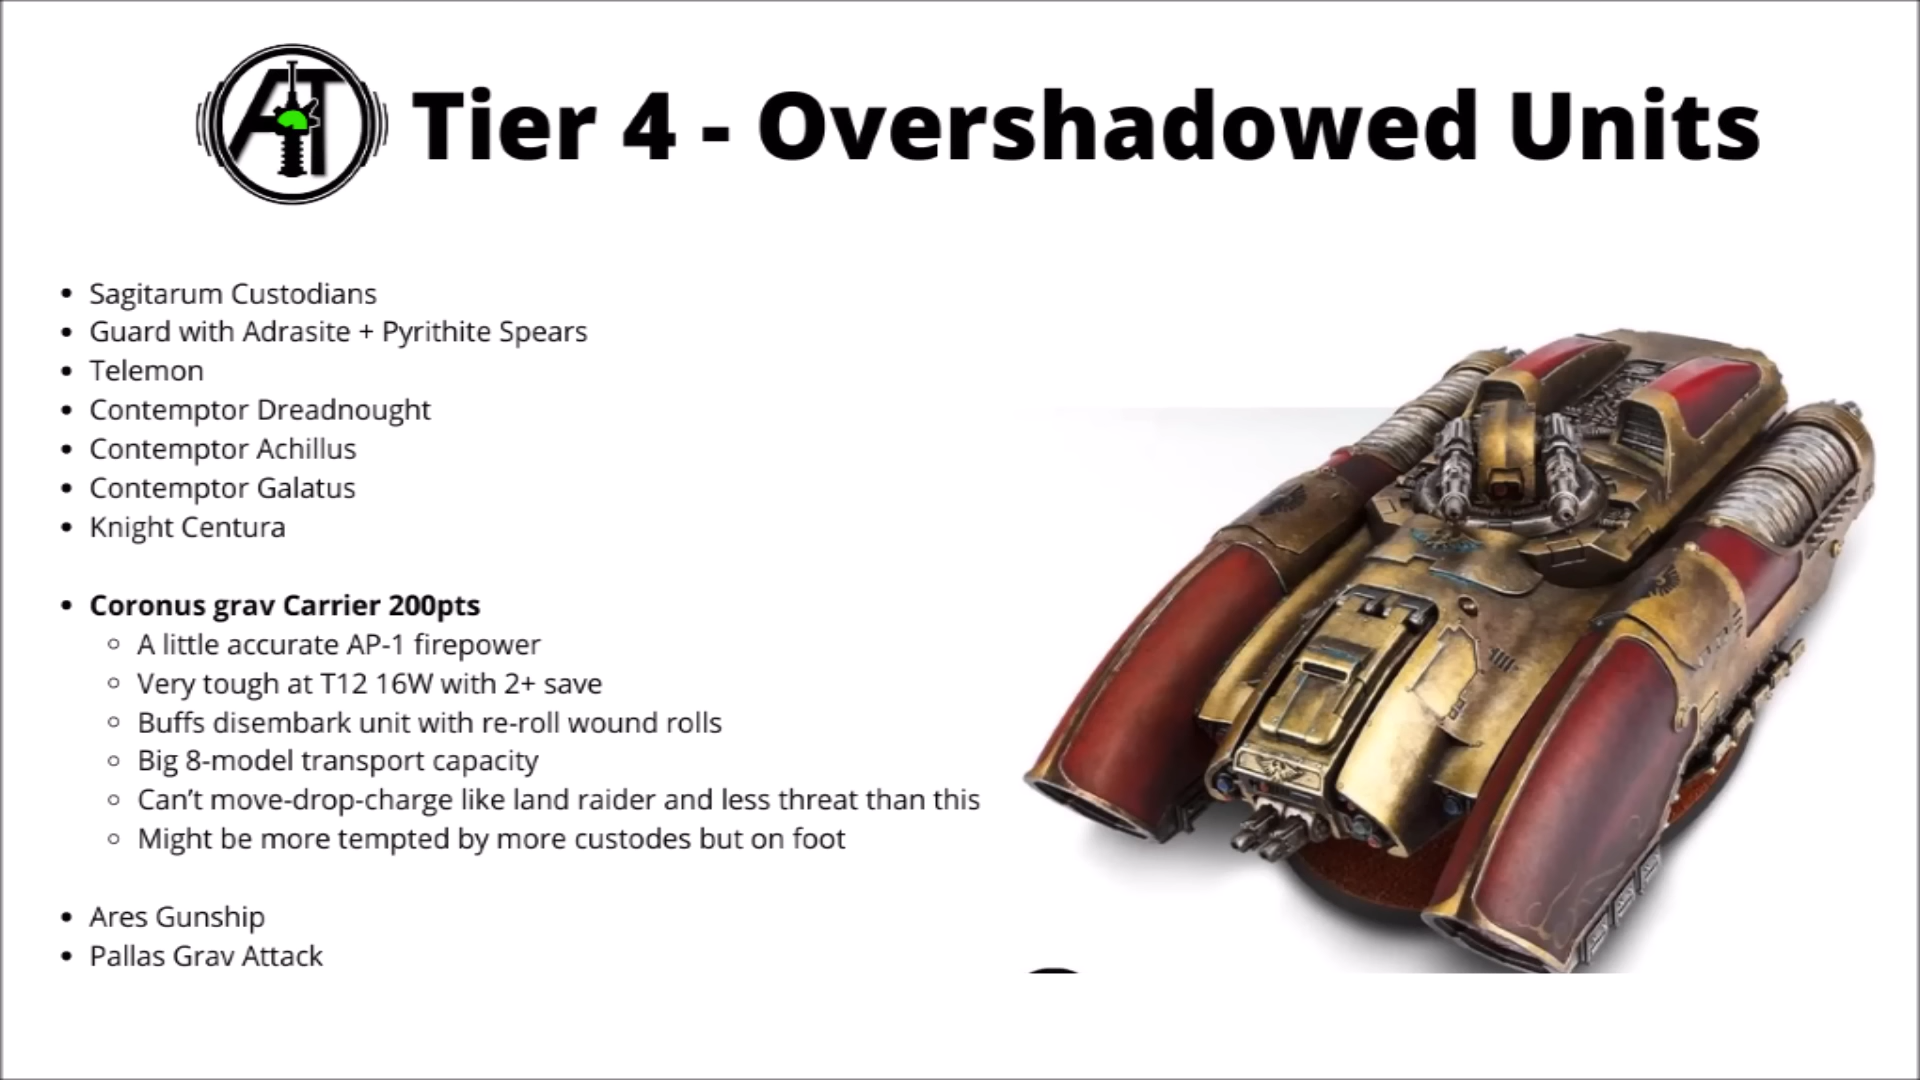 AT
Tier 4 - Overshadowed Units
Sagitarum Custodians
Guard with Adrasite + Pyrithite Spears
Telemon
Contemptor Dreadnought
Contemptor Achillus
Contemptor Galatus
Knight Centura
Coronus grav Carrier 200pts
A little accurate AP-1 firepower
Very tough at T12 16W with 2+ save
Buffs disembark unit with re-roll wound rolls
Big 8-model transport capacity
Can't move-drop-charge like land raider and less threat than this
Might be more tempted by more custodes but on foot
Ares Gunship
Pallas Grav Attack